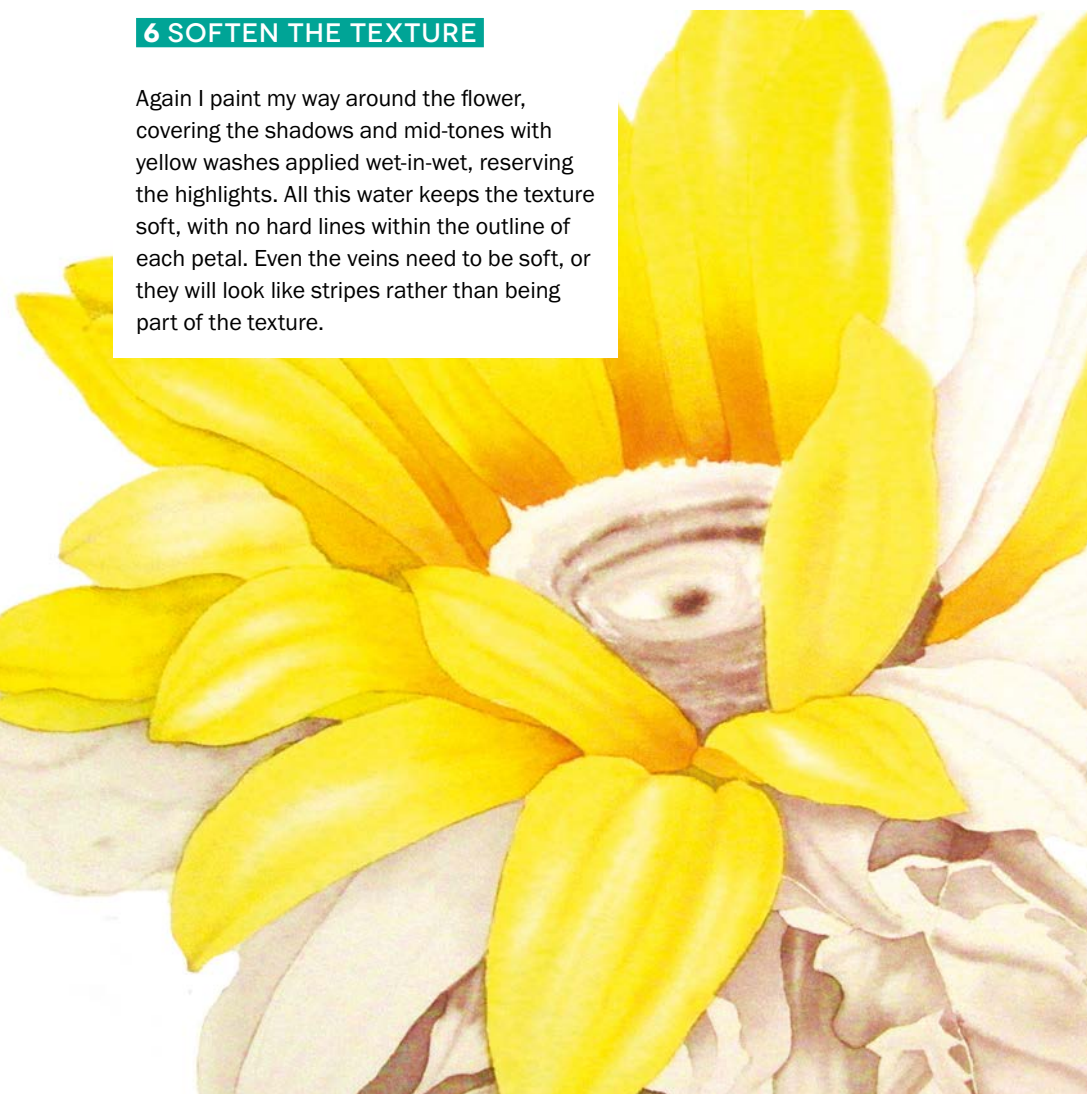 6 SOFTEN THE TEXTURE
Again I paint my way around the flower,
covering the shadows and mid-tones with
yellow washes applied wet-in-wet, reserving
the highlights. All this water keeps the texture
soft, with no hard lines within the outline of
each petal. Even the veins need to be soft, or
they will look like stripes rather than being
part of the texture.